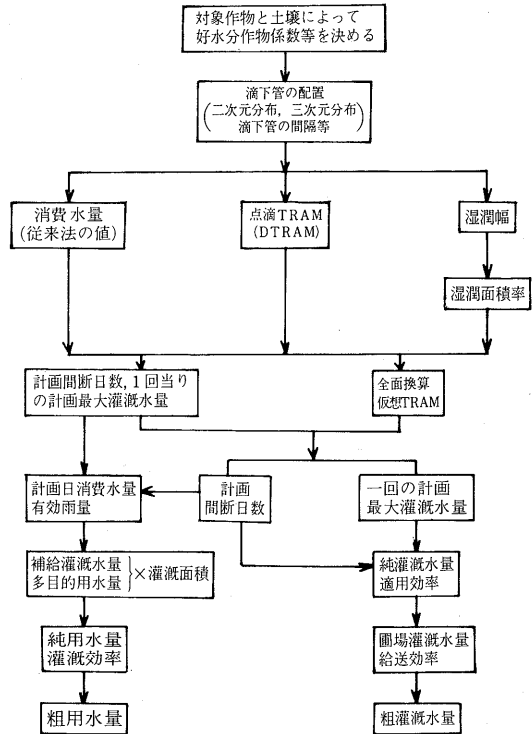 対象作物と土壌によって
好水分作物係数等を決める
滴下管の配置
(二次元分布,三次元分布)
滴下管の間隔等
消費水量
(従来法の値)
点滴TRAM
(DTRAM)
湿潤幅
湿潤面積率
計画間断日数,1回当り
の計画最大灌漑水量
全面換算
仮想TRAM
計画日消費水量
有効雨量
計画
間断日数
一回の計画
最大灌漑水量
補給灌漑水量
多目的用水量}×灌漑面積
純灌漑水量
適用効率
純用水量
灌漑効率
圃場灌漑水量
給送効率
粗用水量
粗灌漑水量